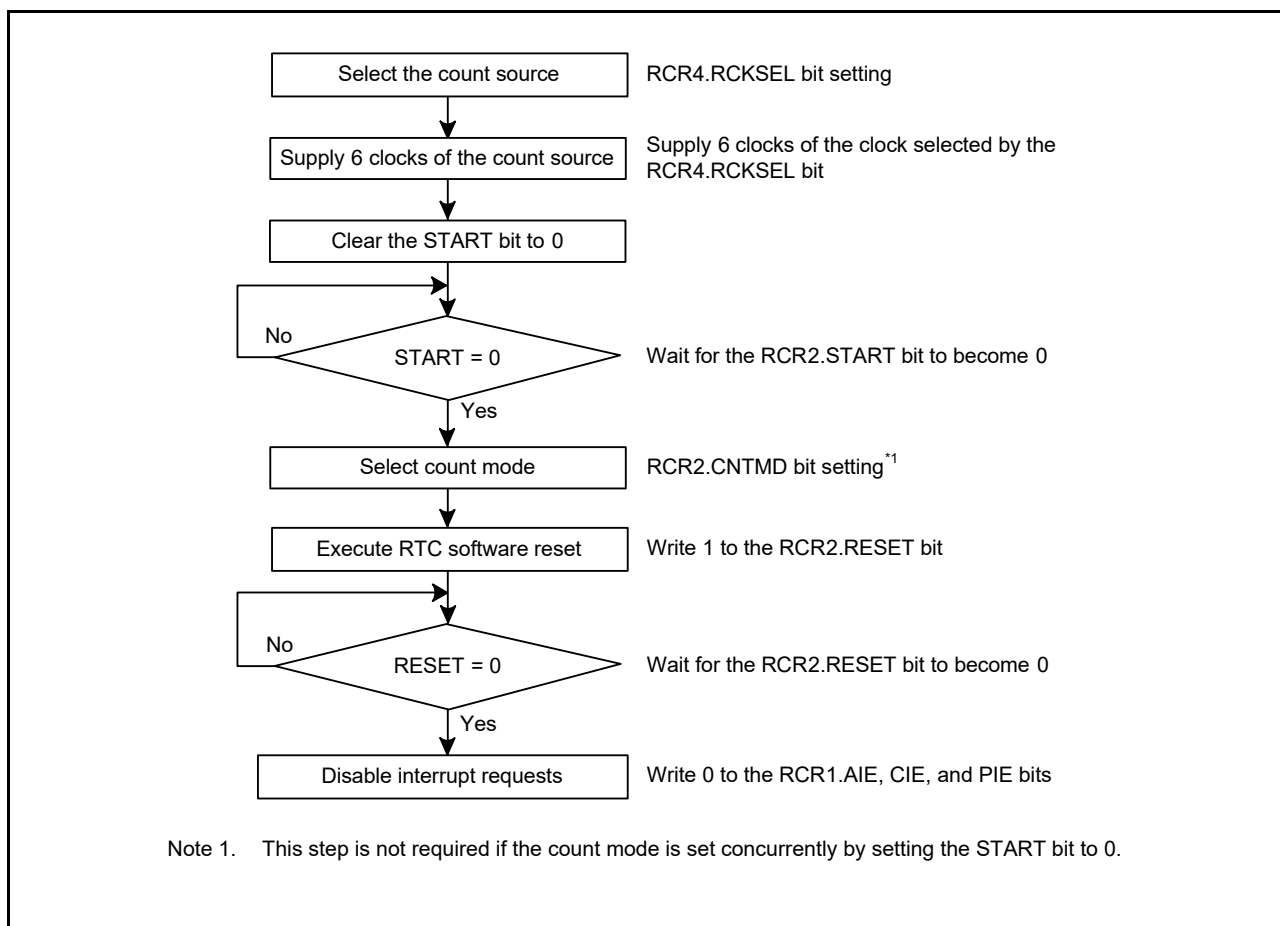 Select the count source
RCR4.RCKSEL bit setting
Supply 6 clocks of the count source
Supply 6 clocks of the clock selected by the
RCR4.RCKSEL bit
Clear the START bit to 0
No
START = 0
Wait for the RCR2.START bit to become 0
Yes
Select count mode
RCR2.CNTMD bit setting*1
Execute RTC software reset
Write 1 to the RCR2.RESET bit
No
RESET = 0
Wait for the RCR2.RESET bit to become 0
Yes
Disable interrupt requests
Write 0 to the RCR1.AIE, CIE, and PIE bits
Note 1. This step is not required if the count mode is set concurrently by setting the START bit to 0.